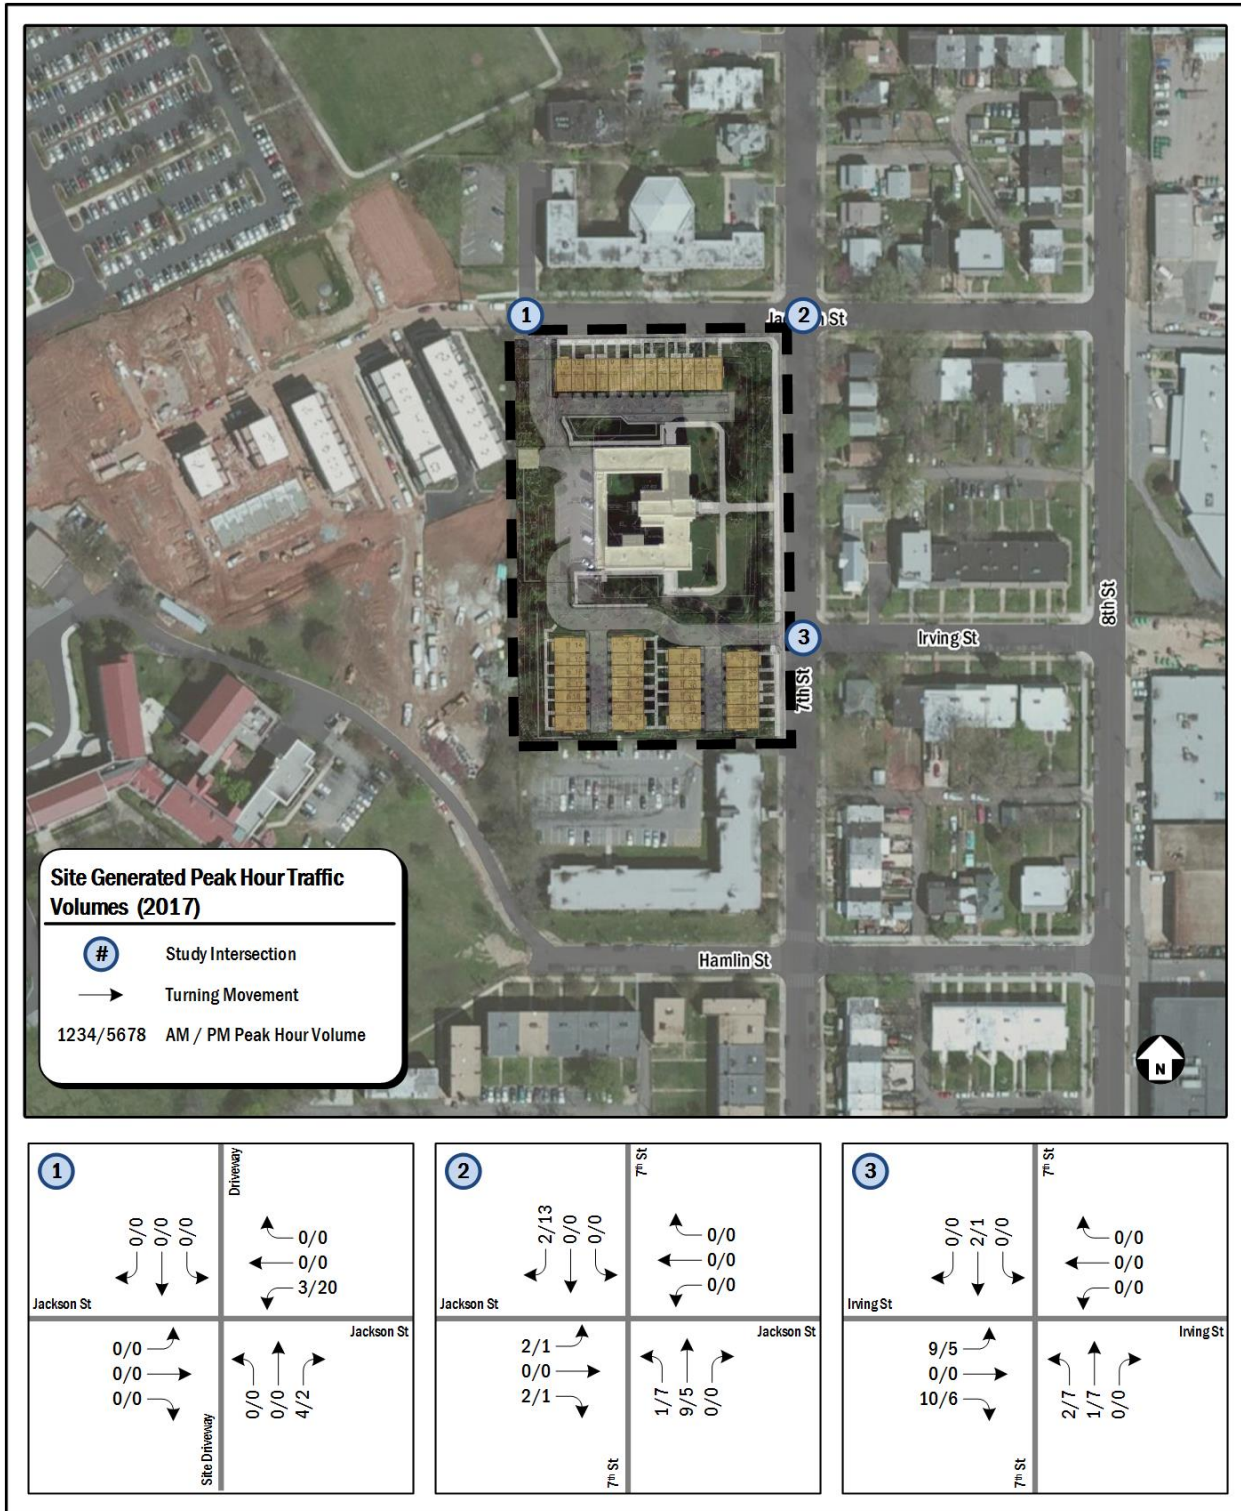 1
2
Jackson St
3
Irving St
8th St
7th St
Hamlin St
Site Generated Peak Hour Traffic
Volumes (2017)
# Study Intersection
Turning Movement
1234/5678 AM / PM Peak Hour Volume
N
1
Driveway
0/0
0/0
0/0
0/0
0/0
3/20
Jackson St
Jackson St
0/0
0/0
0/0
0/0
0/0
4/2
Site Driveway
2
7th St
2/13
0/0
0/0
0/0
0/0
0/0
Jackson St
Jackson St
2/1
0/0
2/1
1/7
9/5
0/0
7th St
3
7th St
0/0
2/1
0/0
0/0
0/0
0/0
Irving St
Irving St
9/5
0/0
10/6
2/7
1/7
0/0
7th St